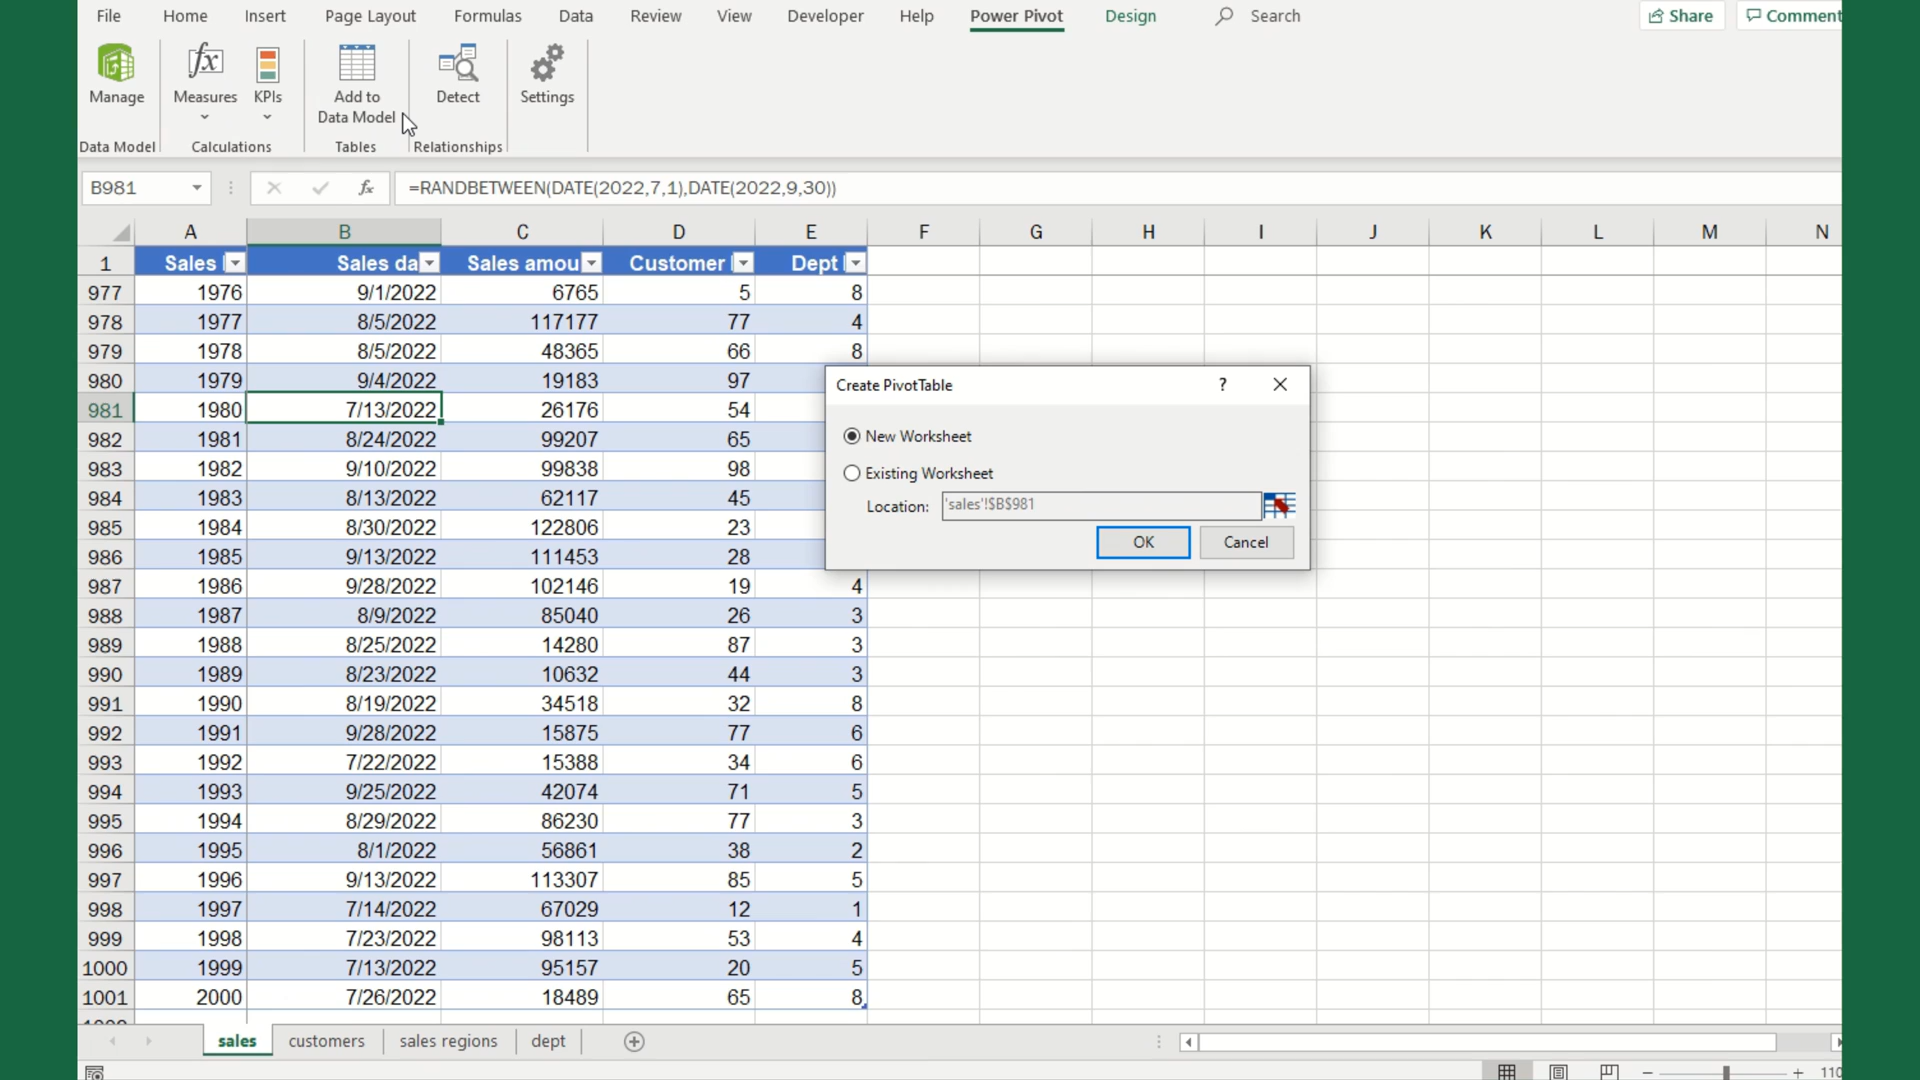 File Home Insert Page Layout Formulas Data Review View Developer Help Power Pivot Design Search Share Comment
Manage Measures KPIs Add to Data Model Detect Settings
Data Model Calculations Tables Relationships
B981 fx =RANDBETWEEN(DATE(2022,7,1),DATE(2022,9,30))
A B C D E F G H I J K L M N
1 Sales Sales da Sales amou Customer Dept
977 1976 9/1/2022 6765 5 8
978 1977 8/5/2022 117177 77 4
979 1978 8/5/2022 48365 66 8
980 1979 9/4/2022 19183 97
981 1980 7/13/2022 26176 54
982 1981 8/24/2022 99207 65
983 1982 9/10/2022 99838 98
984 1983 8/13/2022 62117 45
985 1984 8/30/2022 122806 23
986 1985 9/13/2022 111453 28
987 1986 9/28/2022 102146 19 4
988 1987 8/9/2022 85040 26 3
989 1988 8/25/2022 14280 87 3
990 1989 8/23/2022 10632 44 3
991 1990 8/19/2022 34518 32 8
992 1991 9/28/2022 15875 77 6
993 1992 7/22/2022 15388 34 6
994 1993 9/25/2022 42074 71 5
995 1994 8/29/2022 86230 77 3
996 1995 8/1/2022 56861 38 2
997 1996 9/13/2022 113307 85 5
998 1997 7/14/2022 67029 12 1
999 1998 7/23/2022 98113 53 4
1000 1999 7/13/2022 95157 20 5
1001 2000 7/26/2022 18489 65 8
Create PivotTable ?
New Worksheet
Existing Worksheet
Location: 'sales'!$B$981
OK Cancel
sales customers sales regions dept
110